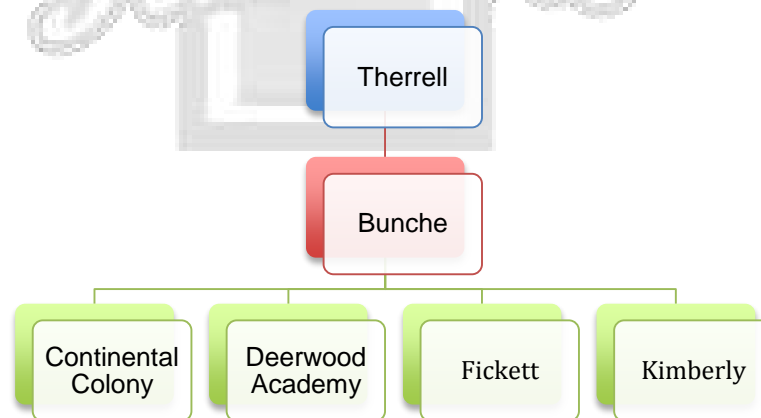 Therrell
Bunche
Continental
Colony
Deerwood
Academy
Fickett
Kimberly